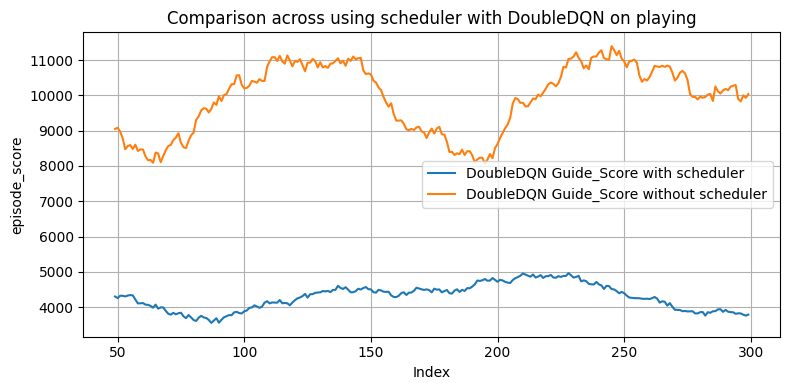 Comparison across using scheduler with DoubleDQN on playing
11000
10000
9000
8000
7000
6000
5000
4000
episode_score
DoubleDQN Guide_Score with scheduler
DoubleDQN Guide_Score without scheduler
50
100
150
200
250
300
Index